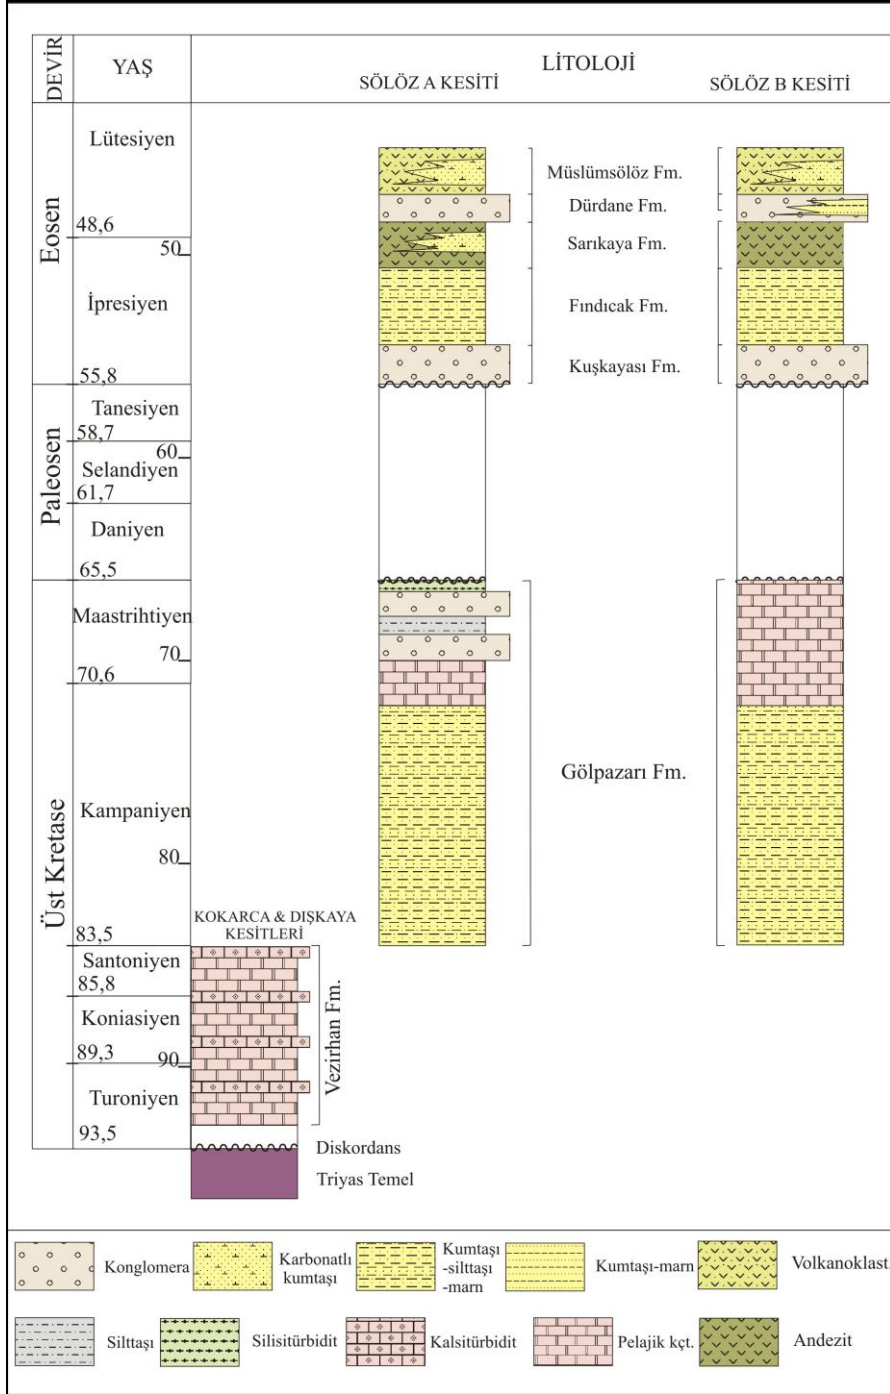 DEVİR
YAŞ
LİTOLOJİ
SÖLÖZ A KESİTİ
SÖLÖZ B KESİTİ
Eosen
Lütesiyen
Müslümsölöz Fm.
Dürdane Fm.
48,6
50
Sarıkaya Fm.
İpresiyen
Fındıcak Fm.
Kuşkayası Fm.
55,8
Paleosen
Tanesiyen
58,7
60
Selandiyen
61,7
Daniyen
65,5
Üst Kretase
Maastrihtiyen
70
70,6
Gölpazarı Fm.
Kampaniyen
80
KOKARCA & DIŞKAYA
KESİTLERİ
83,5
Santoniyen
85,8
Koniasiyen
Vezirhan Fm.
89,3
90
Turoniyen
93,5
Diskordans
Triyas Temel
Konglomera
Karbonatlı
kumtaşı
Kumtaşı
-silttaşı
-marn
Kumtaşı-marn
Volkanoklast.
Silttaşı
Silisitürbidit
Kalsitürbidit
Pelajik kçt.
Andezit